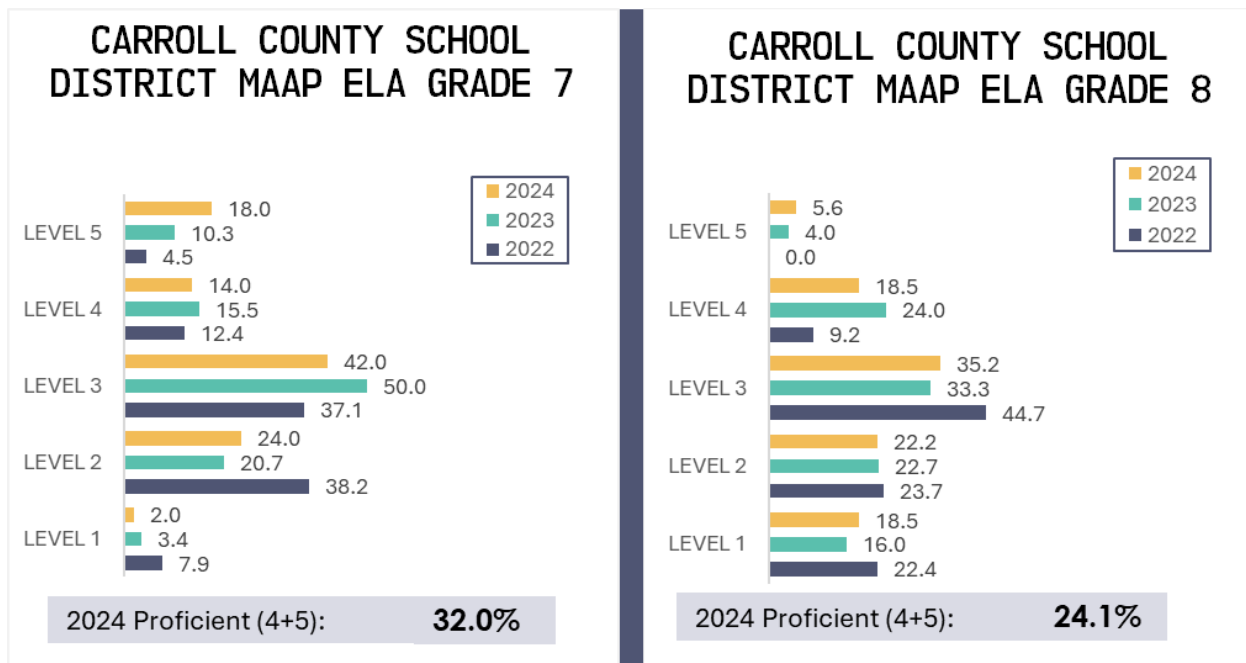 CARROLL COUNTY SCHOOL
DISTRICT MAAP ELA GRADE 7
2024
2023
2022
LEVEL 5
18.0
10.3
4.5
LEVEL 4
14.0
15.5
12.4
LEVEL 3
42.0
50.0
37.1
LEVEL 2
24.0
20.7
38.2
LEVEL 1
2.0
3.4
7.9
2024 Proficient (4+5): 32.0%
CARROLL COUNTY SCHOOL
DISTRICT MAAP ELA GRADE 8
2024
2023
2022
LEVEL 5
5.6
4.0
0.0
LEVEL 4
18.5
24.0
9.2
LEVEL 3
35.2
33.3
44.7
LEVEL 2
22.2
22.7
23.7
LEVEL 1
18.5
16.0
22.4
2024 Proficient (4+5): 24.1%